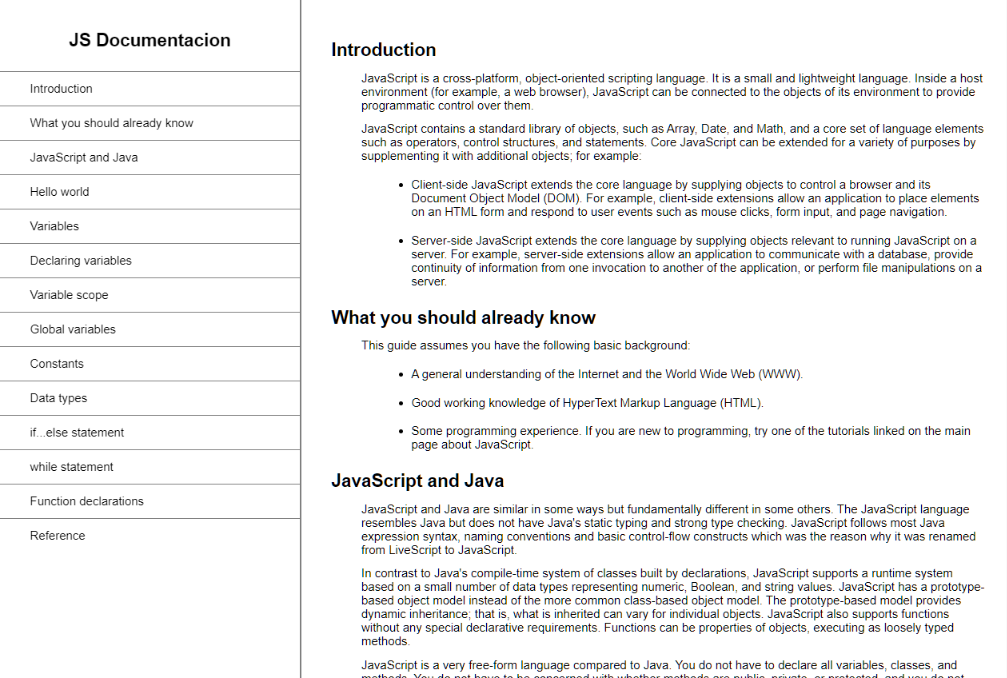 JS Documentacion
Introduction
What you should already know
JavaScript and Java
Hello world
Variables
Declaring variables
Variable scope
Global variables
Constants
Data types
if...else statement
while statement
Function declarations
Reference
Introduction
JavaScript is a cross-platform, object-oriented scripting language. It is a small and lightweight language. Inside a host
environment (for example, a web browser), JavaScript can be connected to the objects of its environment to provide
programmatic control over them.
JavaScript contains a standard library of objects, such as Array, Date, and Math, and a core set of language elements
such as operators, control structures, and statements. Core JavaScript can be extended for a variety of purposes by
supplementing it with additional objects; for example:
• Client-side JavaScript extends the core language by supplying objects to control a browser and its
Document Object Model (DOM). For example, client-side extensions allow an application to place elements
on an HTML form and respond to user events such as mouse clicks, form input, and page navigation.
• Server-side JavaScript extends the core language by supplying objects relevant to running JavaScript on a
server. For example, server-side extensions allow an application to communicate with a database, provide
continuity of information from one invocation to another of the application, or perform file manipulations on a
server.
What you should already know
This guide assumes you have the following basic background:
• A general understanding of the Internet and the World Wide Web (WWW).
• Good working knowledge of HyperText Markup Language (HTML).
• Some programming experience. If you are new to programming, try one of the tutorials linked on the main
page about JavaScript.
JavaScript and Java
JavaScript and Java are similar in some ways but fundamentally different in some others. The JavaScript language
resembles Java but does not have Java's static typing and strong type checking. JavaScript follows most Java
expression syntax, naming conventions and basic control-flow constructs which was the reason why it was renamed
from LiveScript to JavaScript.
In contrast to Java's compile-time system of classes built by declarations, JavaScript supports a runtime system
based on a small number of data types representing numeric, Boolean, and string values. JavaScript has a prototype-
based object model instead of the more common class-based object model. The prototype-based model provides
dynamic inheritance; that is, what is inherited can vary for individual objects. JavaScript also supports functions
without any special declarative requirements. Functions can be properties of objects, executing as loosely typed
methods.
JavaScript is a very free-form language compared to Java. You do not have to declare all variables, classes, and
methods. You do not have to be concerned with whether methods are public, private, or protected, and you do not